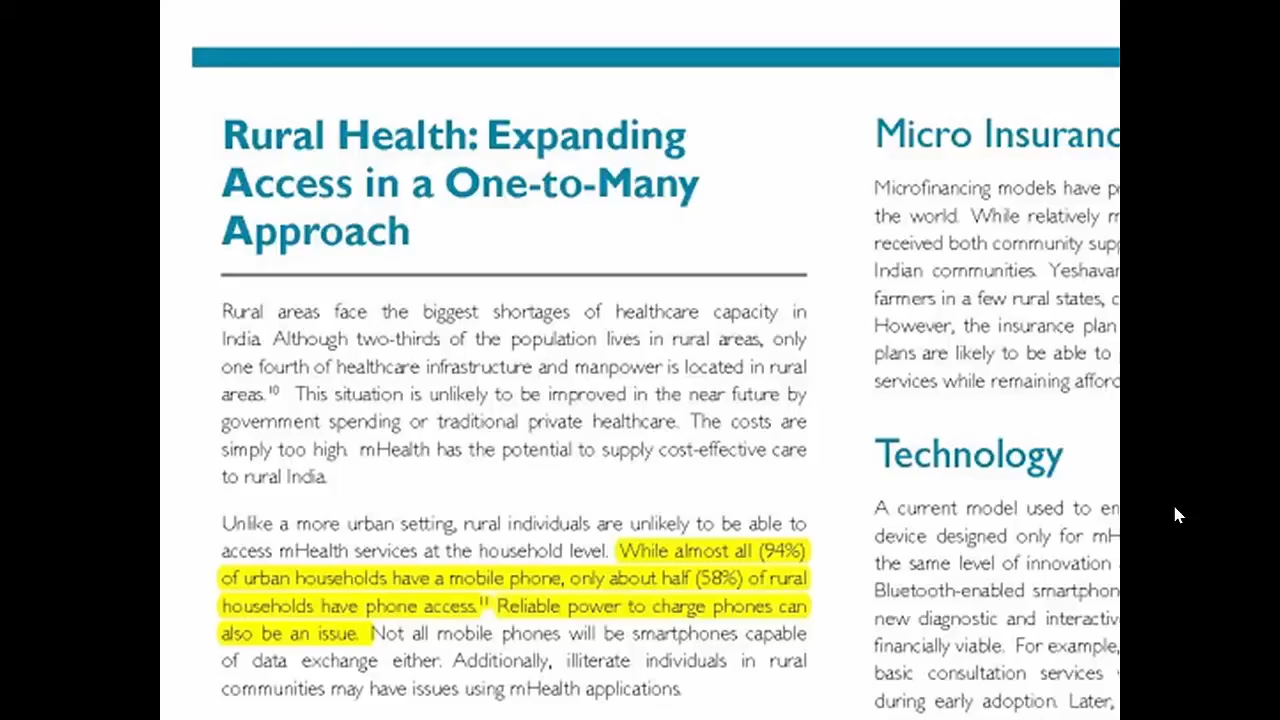 Rural Health: Expanding
Access in a One-to-Many
Approach
Rural areas face the biggest shortages of healthcare capacity in
India. Although two-thirds of the population lives in rural areas, only
one fourth of healthcare infrastructure and manpower is located in rural
areas.10 This situation is unlikely to be improved in the near future by
government spending or traditional private healthcare. The costs are
simply too high. mHealth has the potential to supply cost-effective care
to rural India.
Unlike a more urban setting, rural individuals are unlikely to be able to
access mHealth services at the household level. While almost all (94%)
of urban households have a mobile phone, only about half (58%) of rural
households have phone access.11 Reliable power to charge phones can
also be an issue. Not all mobile phones will be smartphones capable
of data exchange either. Additionally, illiterate individuals in rural
communities may have issues using mHealth applications.
Micro
Microfinancing models have
the world. While relatively
received both community
Indian communities.
farmers in a few rural states,
However, the insurance plan
plans are likely to be able to
services while remaining
Technology
A current model used to
device designed only for
the same level of innovation
Bluetooth-enabled
new diagnostic and
financially viable. For example,
basic consultation services
during early adoption. Later,